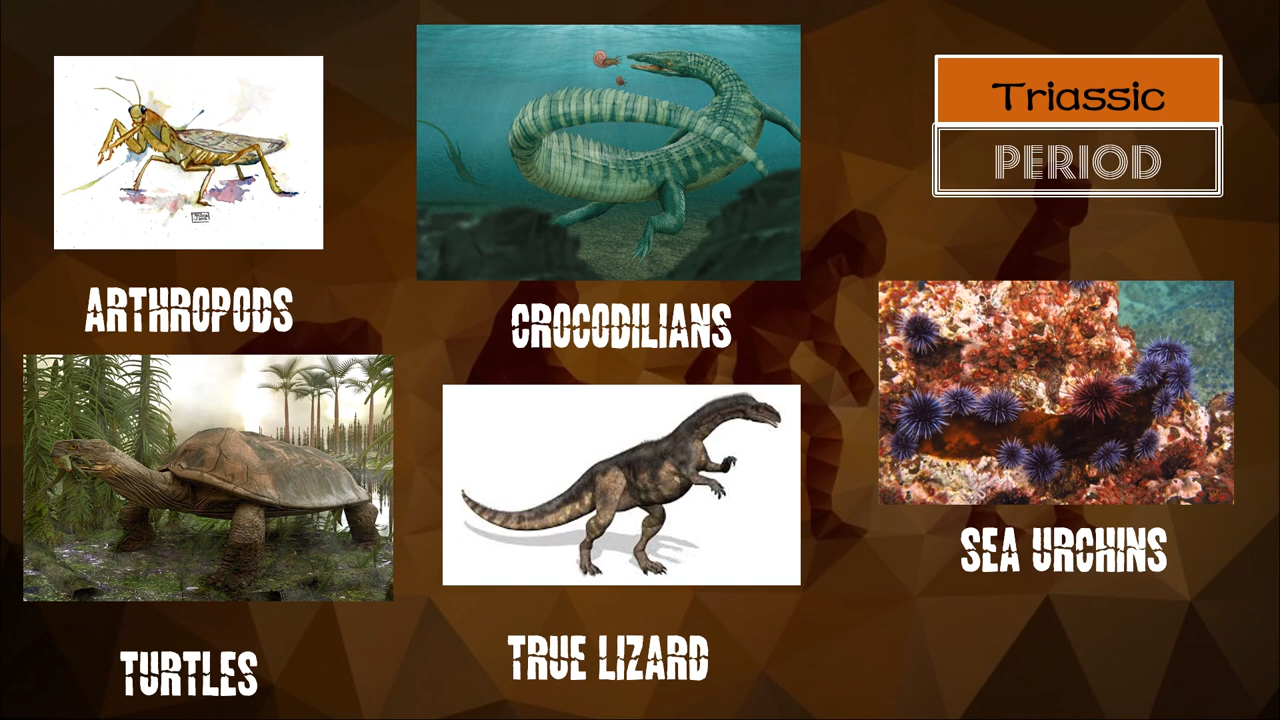 Triassic
PERIOD
ARTHROPODS
CROCODILIANS
SEA URCHINS
TURTLES
TRUE LIZARD